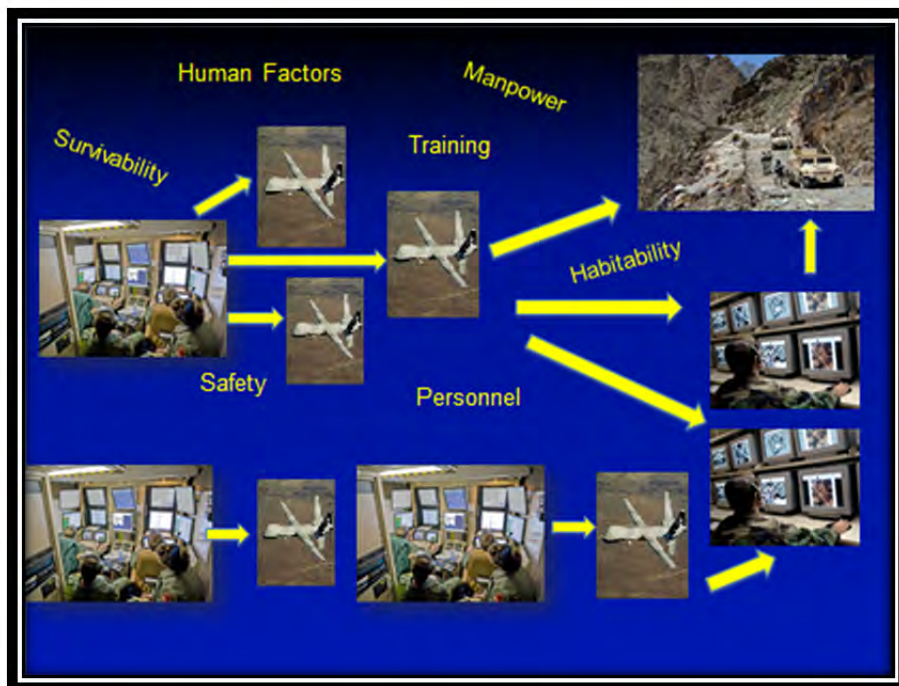 Human Factors
Manpower
Survivability
Training
Habitability
Safety
Personnel